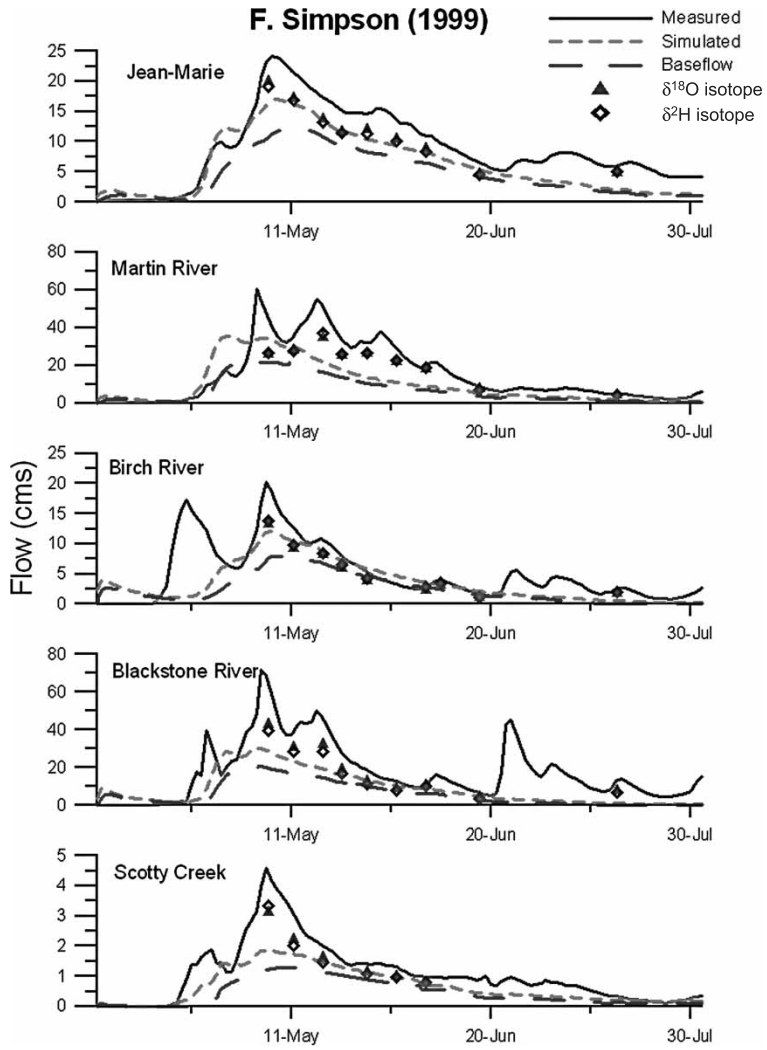 F. Simpson (1999)
Measured
Simulated
Baseflow
δ18O isotope
δ2H isotope
Flow (cms)
Jean-Marie
25
20
15
10
5
0
11-May
20-Jun
30-Jul
Martin River
80
60
40
20
0
11-May
20-Jun
30-Jul
Birch River
25
20
15
10
5
0
11-May
20-Jun
30-Jul
Blackstone River
80
60
40
20
0
11-May
20-Jun
30-Jul
Scotty Creek
5
4
3
2
1
0
11-May
20-Jun
30-Jul